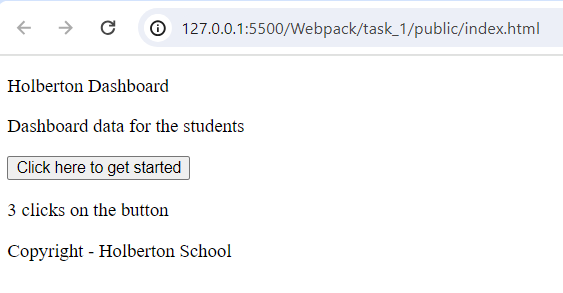 127.0.0.1:5500/Webpack/task_1/public/index.html
Holberton Dashboard
Dashboard data for the students
Click here to get started
3 clicks on the button
Copyright - Holberton School